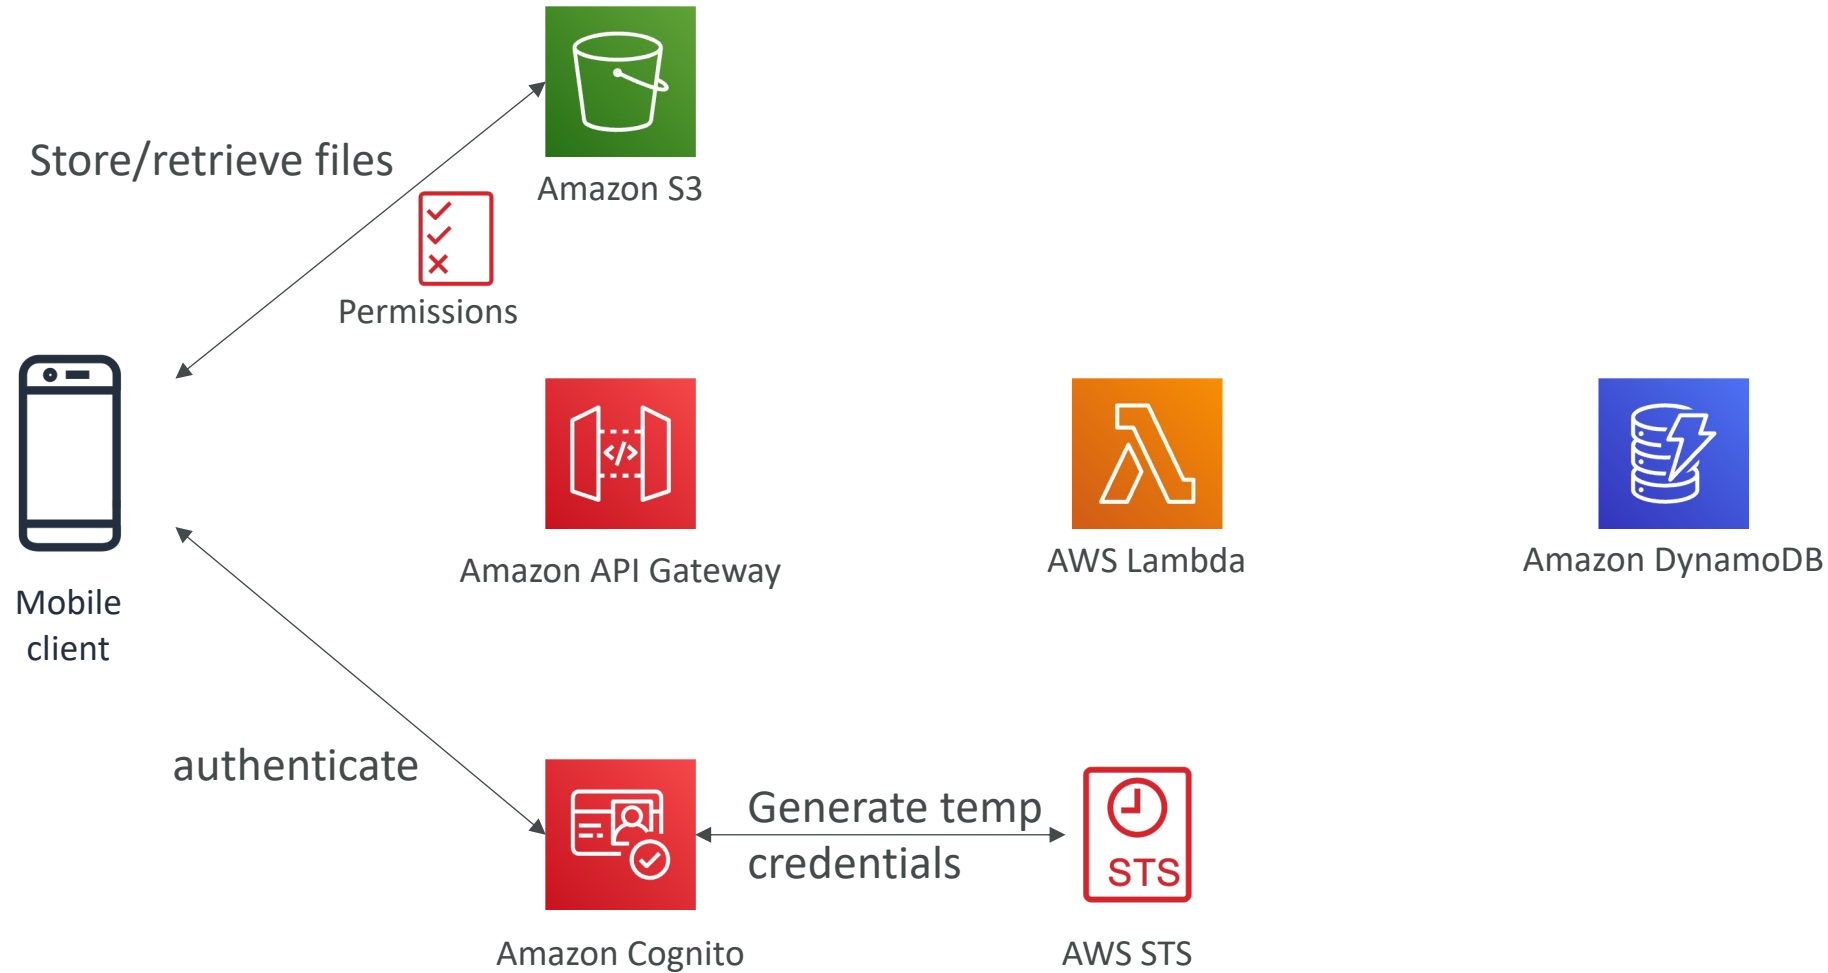 Store/retrieve files
Amazon S3
Permissions
Mobile
client
Amazon API Gateway
</>
AWS Lambda
Amazon DynamoDB
authenticate
Generate temp
credentials
STS
Amazon Cognito
AWS STS